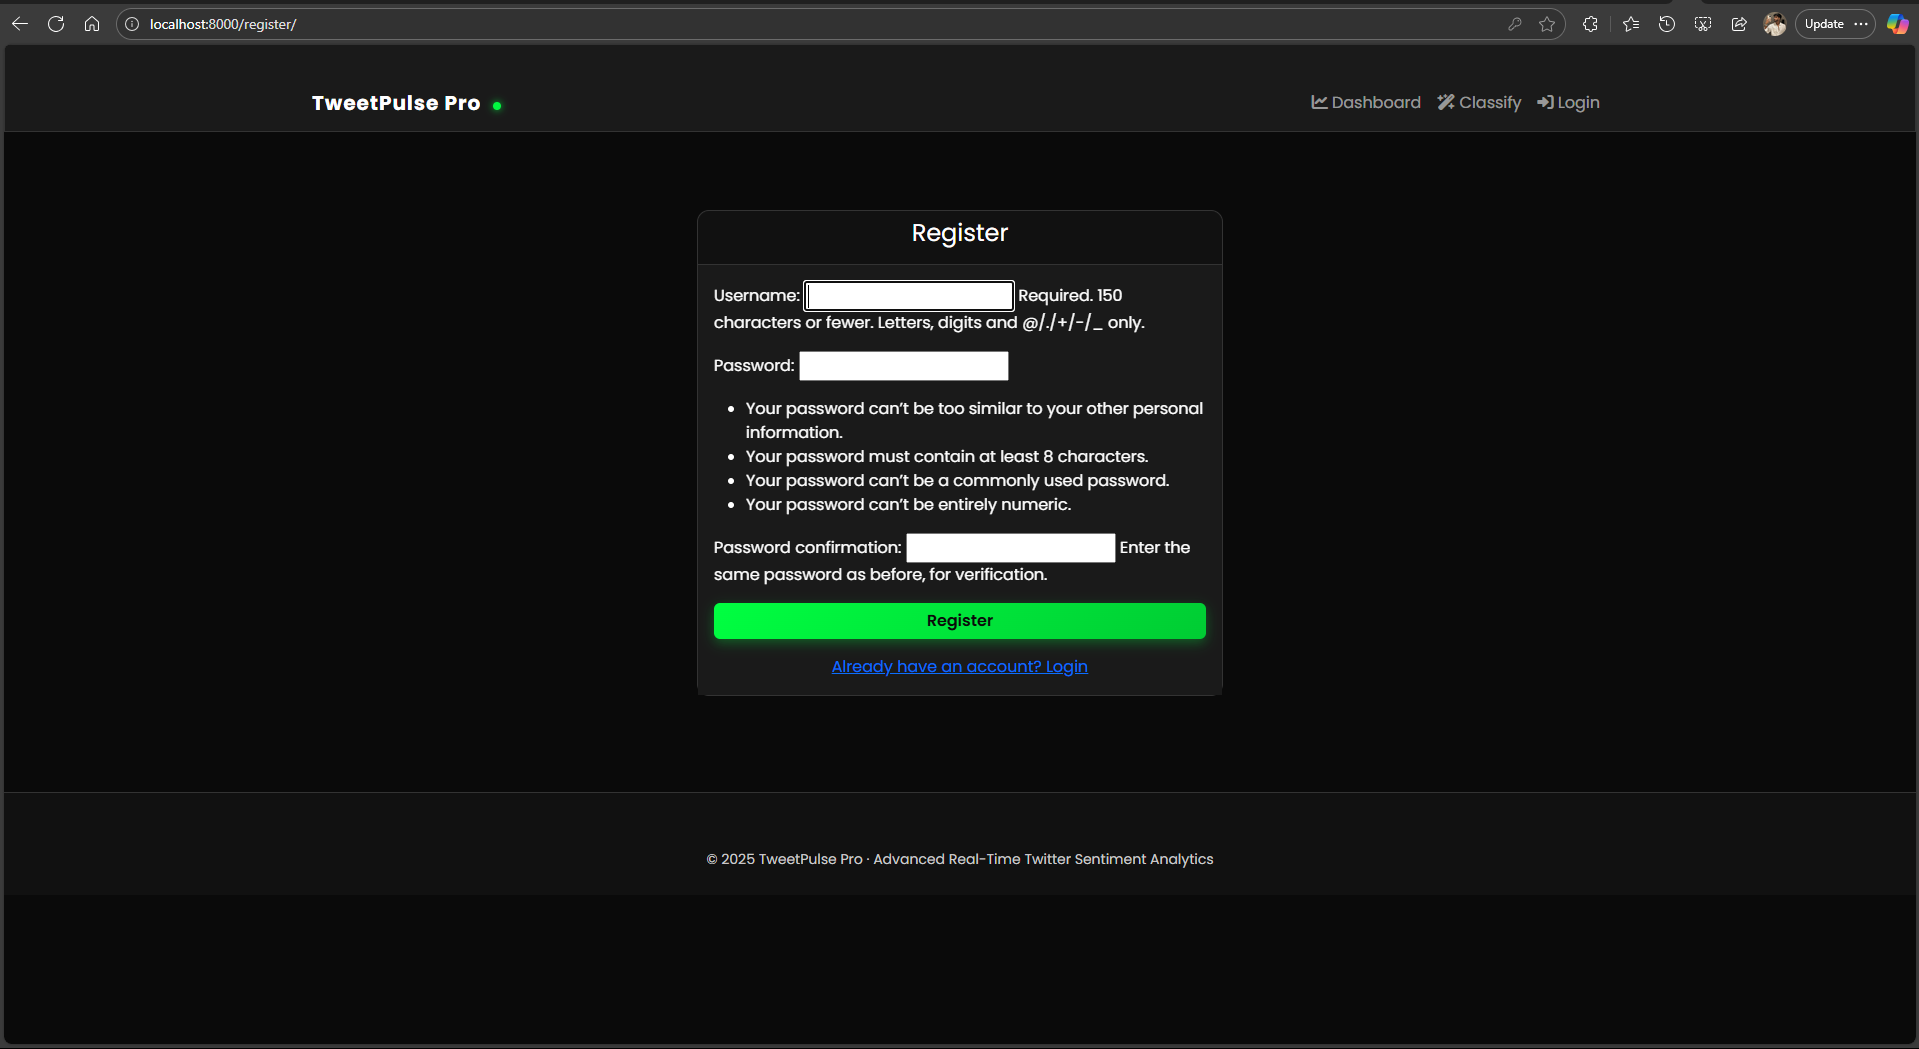 localhost:8000/register/
Update
TweetPulse Pro
Dashboard Classify Login
Register
Username: Required. 150
characters or fewer. Letters, digits and @/./+/-/_ only.
Password:
Your password can’t be too similar to your other personal
information.
Your password must contain at least 8 characters.
Your password can’t be a commonly used password.
Your password can’t be entirely numeric.
Password confirmation: Enter the
same password as before, for verification.
Register
Already have an account? Login
© 2025 TweetPulse Pro · Advanced Real-Time Twitter Sentiment Analytics